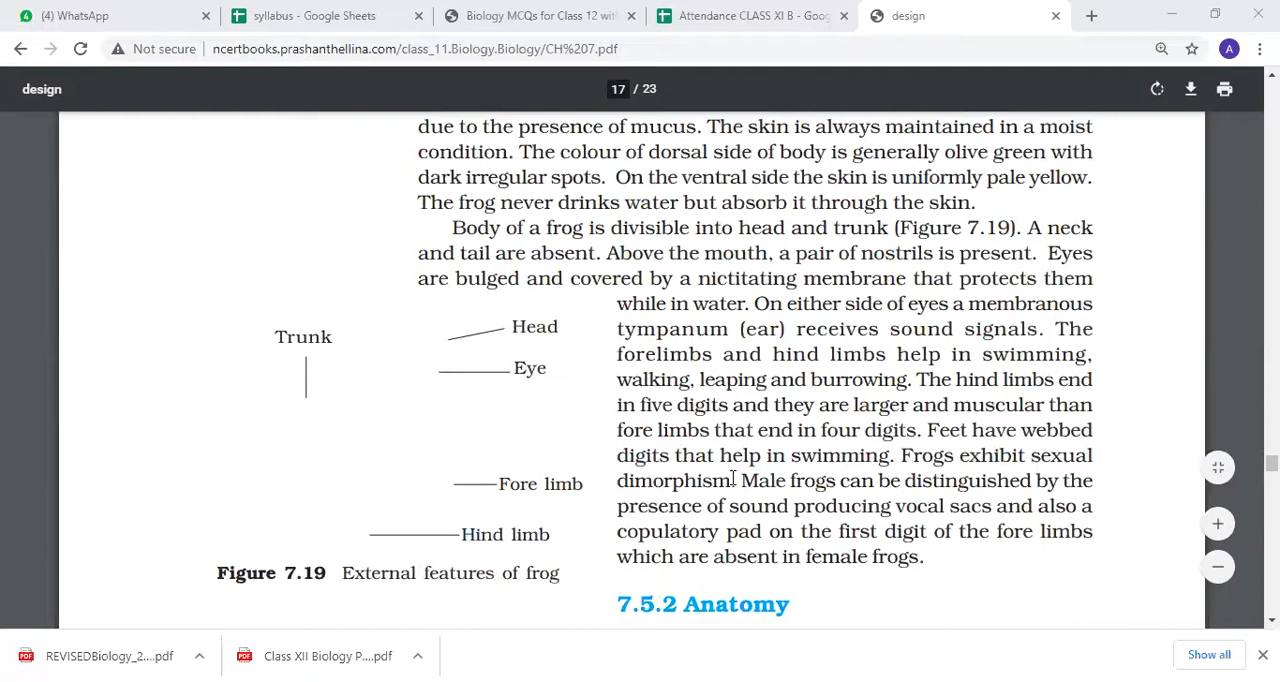 (4) WhatsApp
syllabus - Google Sheets
Biology MCQs for Class 12 wit
Attendance CLASS XI B - Goog
design
Not secure
ncertbooks.prashanthellina.com/class_11.Biology.Biology/CH%207.pdf
A
design
17 / 23
due to the presence of mucus. The skin is always maintained in a moist
condition. The colour of dorsal side of body is generally olive green with
dark irregular spots. On the ventral side the skin is uniformly pale yellow.
The frog never drinks water but absorb it through the skin.
Body of a frog is divisible into head and trunk (Figure 7.19). A neck
and tail are absent. Above the mouth, a pair of nostrils is present. Eyes
are bulged and covered by a nictitating membrane that protects them
while in water. On either side of eyes a membranous
tympanum (ear) receives sound signals. The
forelimbs and hind limbs help in swimming,
walking, leaping and burrowing. The hind limbs end
in five digits and they are larger and muscular than
fore limbs that end in four digits. Feet have webbed
digits that help in swimming. Frogs exhibit sexual
dimorphism. Male frogs can be distinguished by the
presence of sound producing vocal sacs and also a
copulatory pad on the first digit of the fore limbs
which are absent in female frogs.
Trunk
Head
Eye
Fore limb
Hind limb
Figure 7.19 External features of frog
7.5.2 Anatomy
REVISEDBiology_2....pdf
Class XII Biology P....pdf
Show all